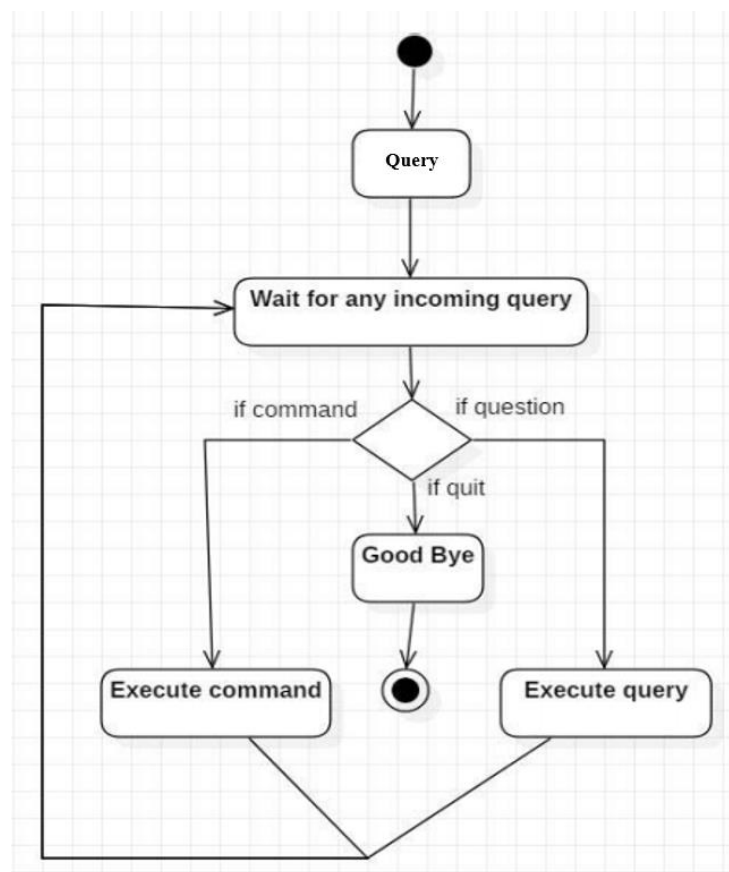 Query
Wait for any incoming query
if command
if question
if quit
Good Bye
Execute command
Execute query